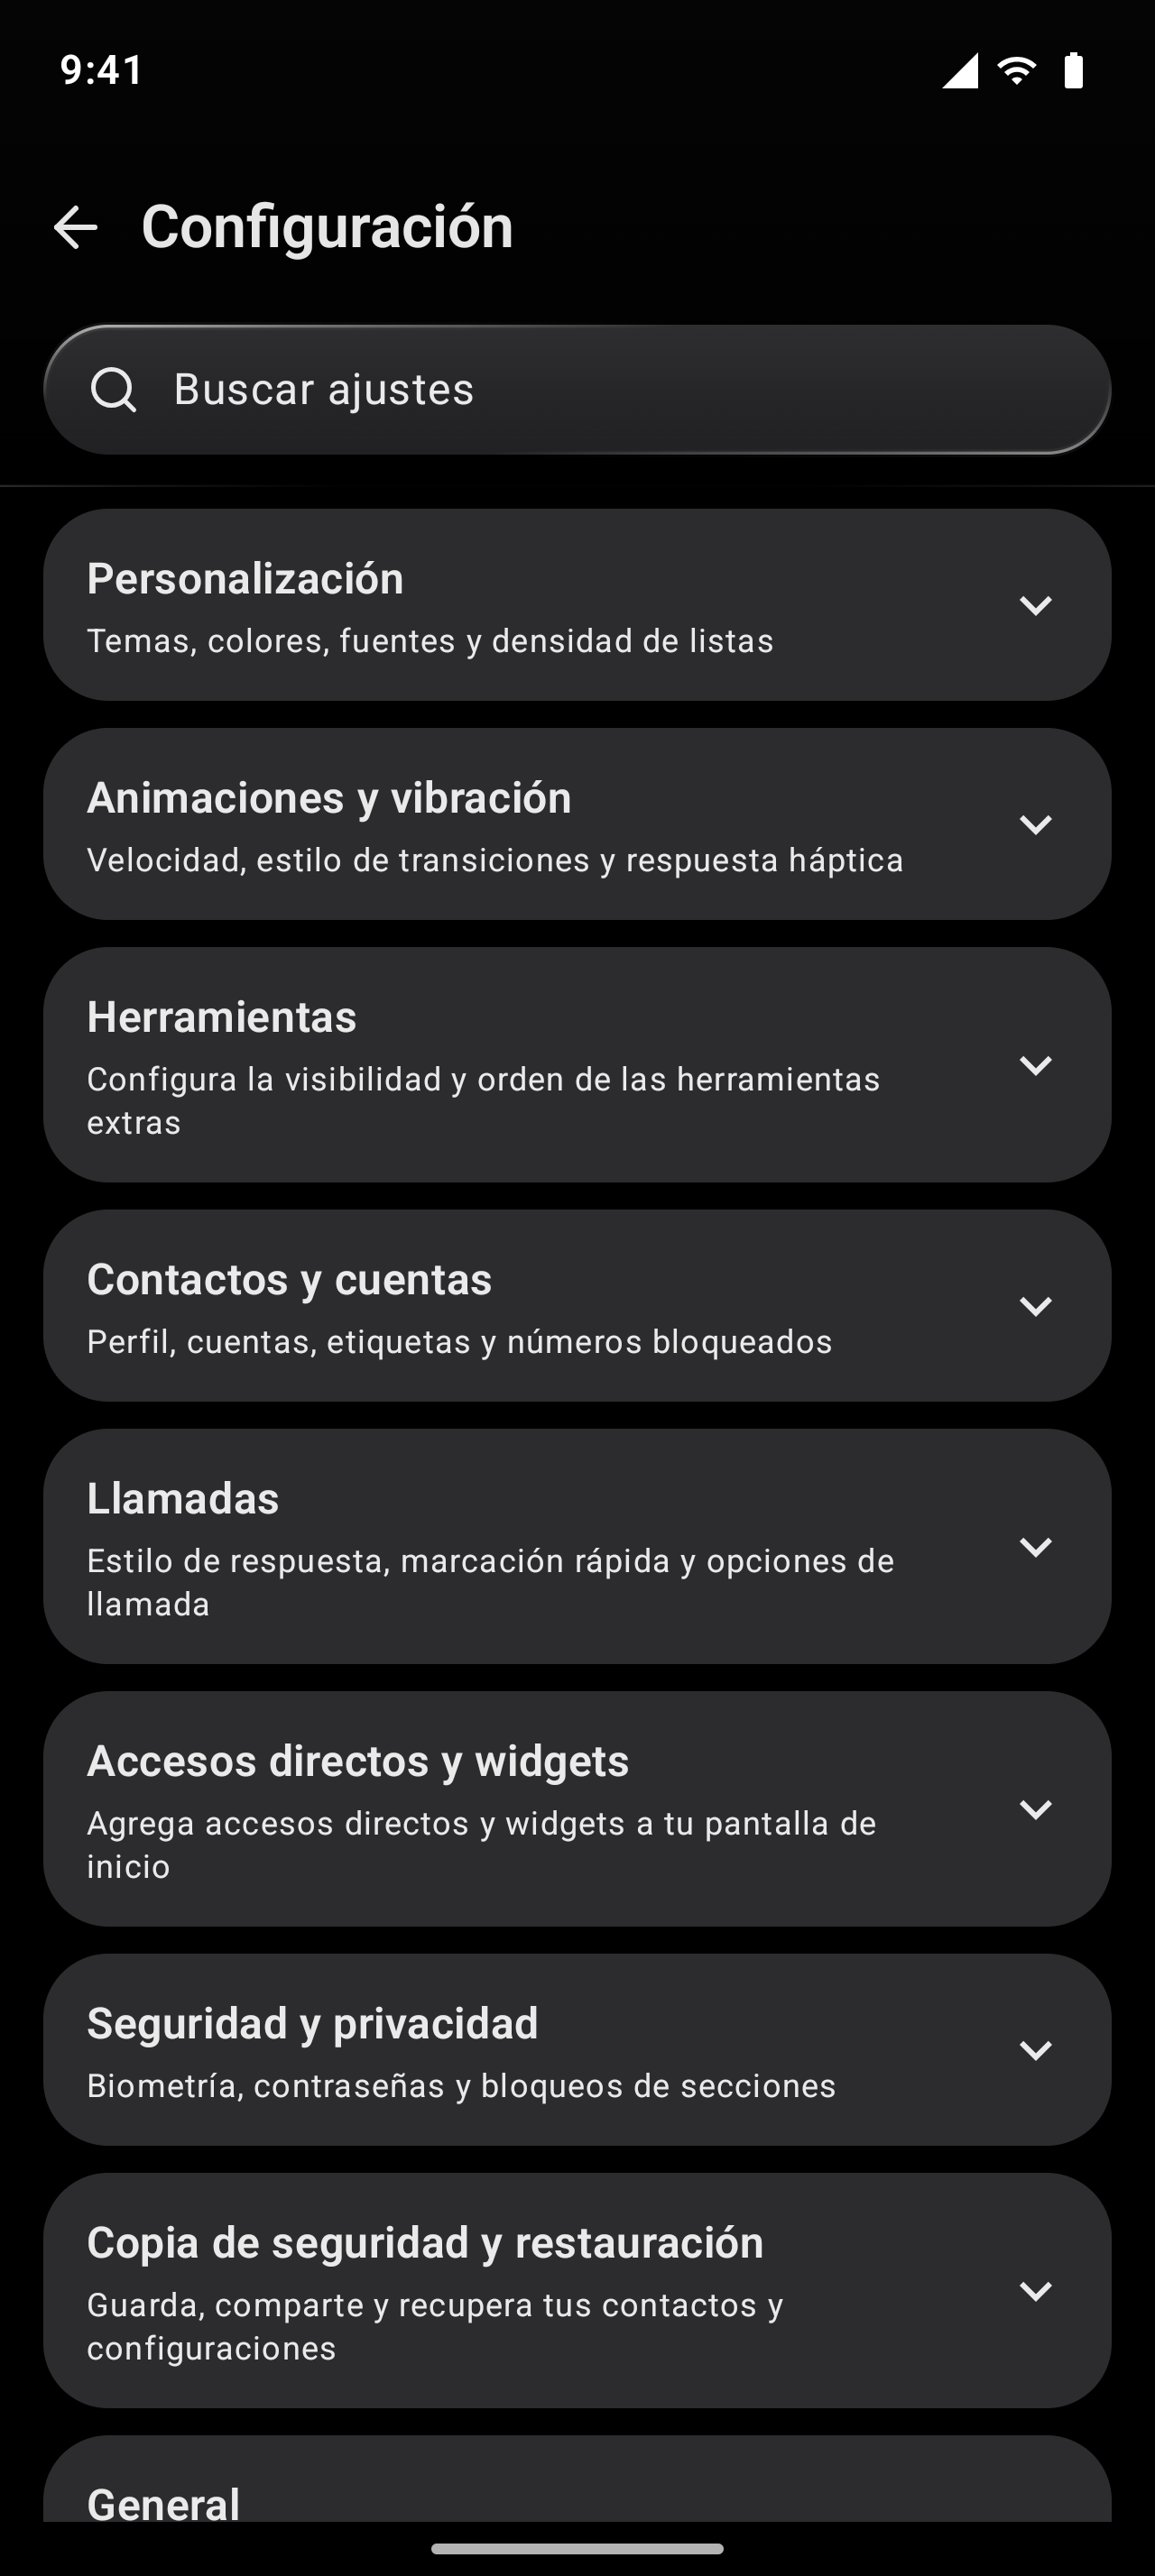 9:41
Configuración
Buscar ajustes
Personalización
Temas, colores, fuentes y densidad de listas
Animaciones y vibración
Velocidad, estilo de transiciones y respuesta háptica
Herramientas
Configura la visibilidad y orden de las herramientas
extras
Contactos y cuentas
Perfil, cuentas, etiquetas y números bloqueados
Llamadas
Estilo de respuesta, marcación rápida y opciones de
llamada
Accesos directos y widgets
Agrega accesos directos y widgets a tu pantalla de
inicio
Seguridad y privacidad
Biometría, contraseñas y bloqueos de secciones
Copia de seguridad y restauración
Guarda, comparte y recupera tus contactos y
configuraciones
General